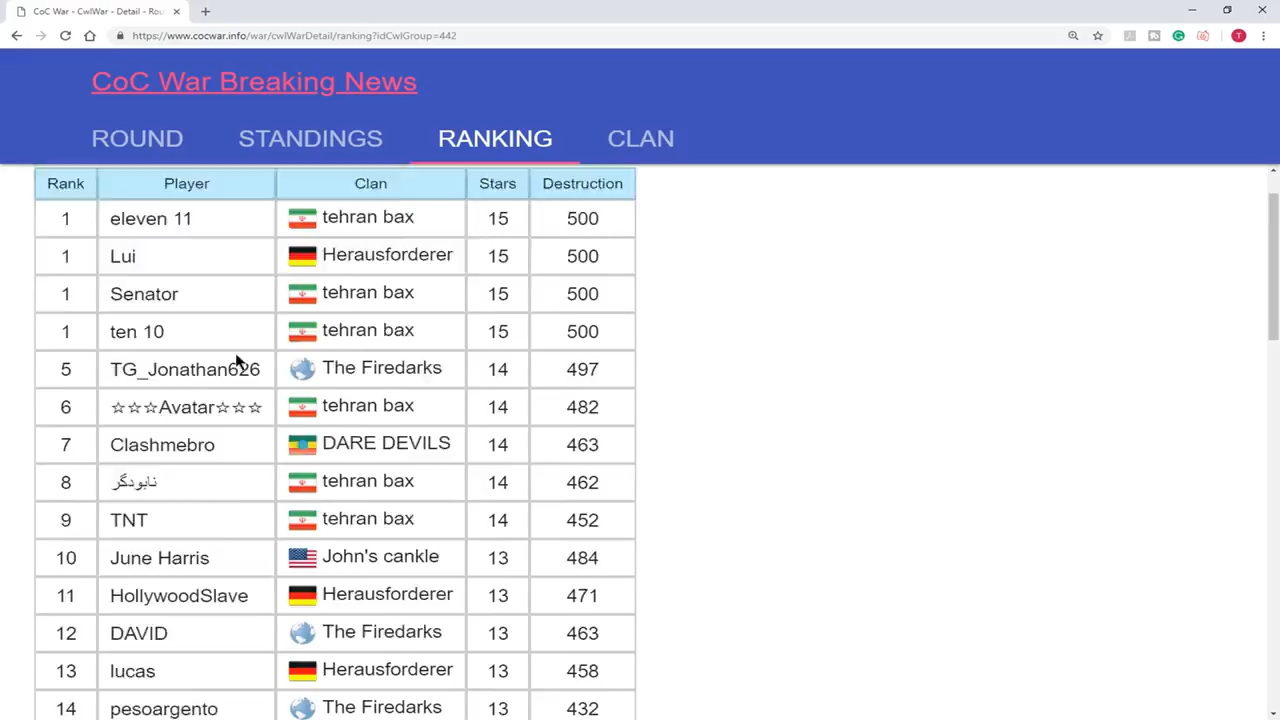 CoC War - CwlWar - Detail - Rou
https://www.cocwar.info/war/cwlWarDetail/ranking?idCwlGroup=442
T
CoC War Breaking News
ROUND STANDINGS RANKING CLAN
Rank Player Clan Stars Destruction
1 eleven 11 tehran bax 15 500
1 Lui Herausforderer 15 500
1 Senator tehran bax 15 500
1 ten 10 tehran bax 15 500
5 TG_Jonathan626 The Firedarks 14 497
6 ☆☆☆Avatar☆☆☆ tehran bax 14 482
7 Clashmebro DARE DEVILS 14 463
8 نابودگر tehran bax 14 462
9 TNT tehran bax 14 452
10 June Harris John's cankle 13 484
11 HollywoodSlave Herausforderer 13 471
12 DAVID The Firedarks 13 463
13 lucas Herausforderer 13 458
14 pesoargento The Firedarks 13 432